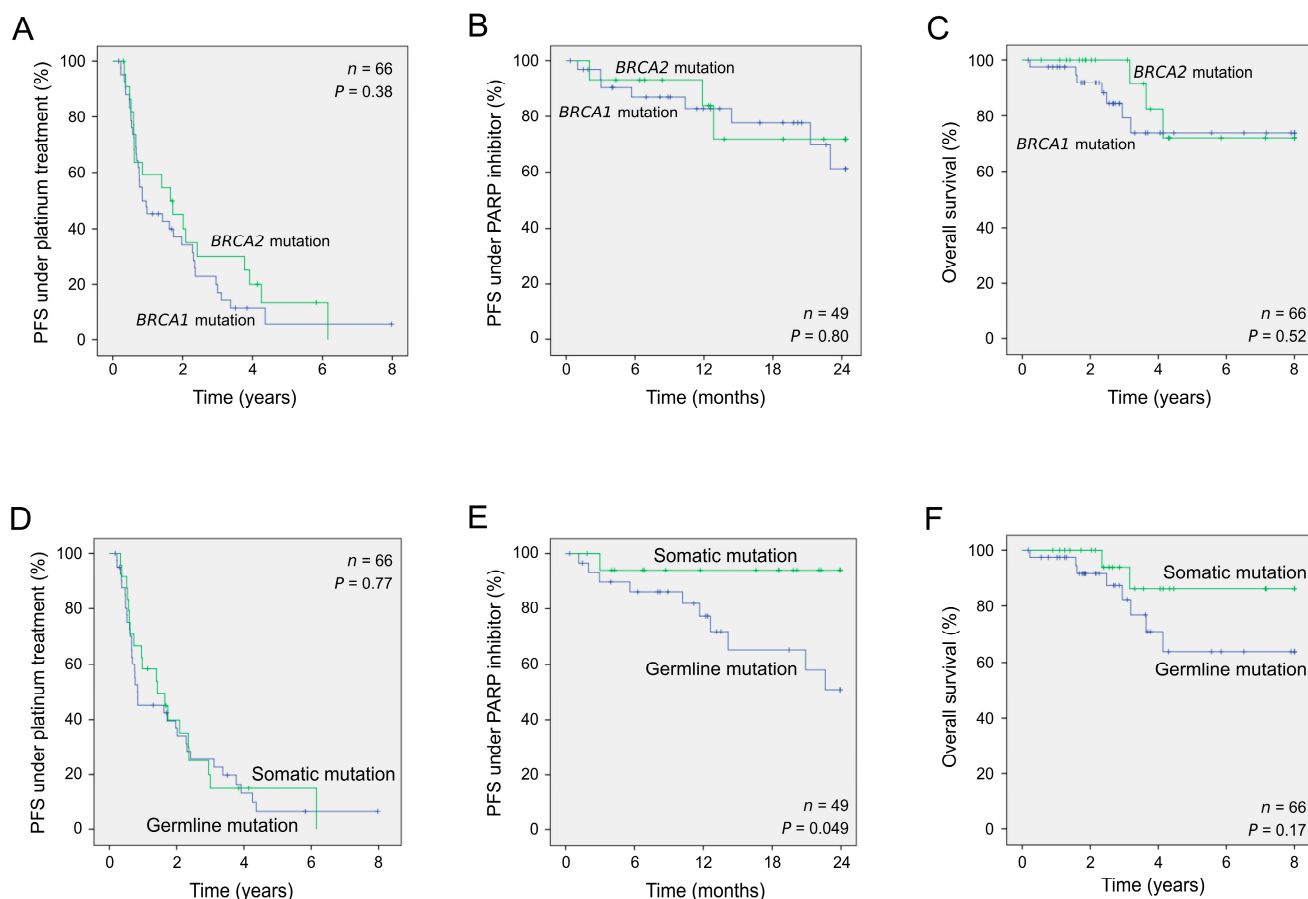 A
PFS under platinum treatment (%)
100
80
60
40
20
0
n = 66
P = 0.38
BRCA2 mutation
BRCA1 mutation
0 2 4 6 8
Time (years)
B
PFS under PARP inhibitor (%)
100
80
60
40
20
0
BRCA2 mutation
BRCA1 mutation
n = 49
P = 0.80
0 6 12 18 24
Time (months)
C
Overall survival (%)
100
80
60
40
20
0
BRCA2 mutation
BRCA1 mutation
n = 66
P = 0.52
0 2 4 6 8
Time (years)
D
PFS under platinum treatment (%)
100
80
60
40
20
0
n = 66
P = 0.77
Somatic mutation
Germline mutation
0 2 4 6 8
Time (years)
E
PFS under PARP inhibitor (%)
100
80
60
40
20
0
Somatic mutation
Germline mutation
n = 49
P = 0.049
0 6 12 18 24
Time (months)
F
Overall survival (%)
100
80
60
40
20
0
Somatic mutation
Germline mutation
n = 66
P = 0.17
0 2 4 6 8
Time (years)